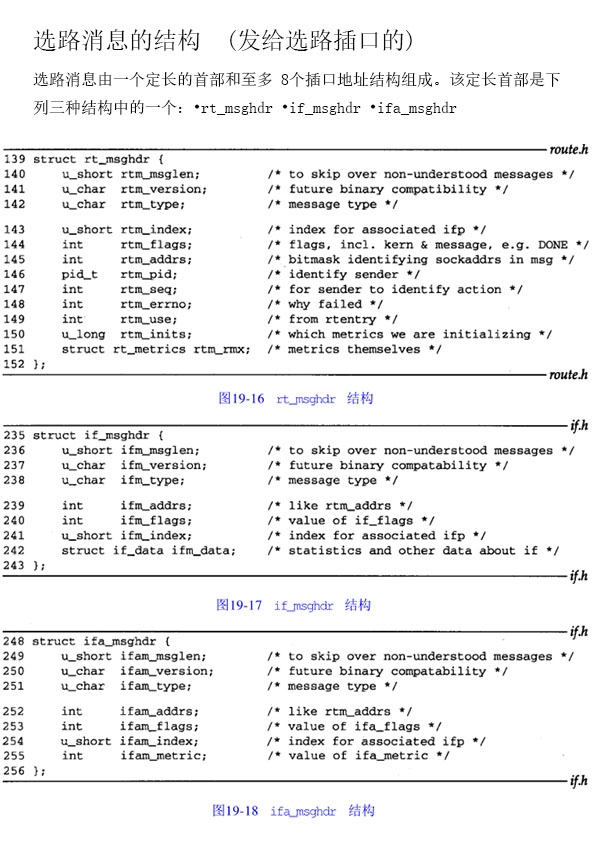 选路消息的结构 （发给选路插口的）
选路消息由一个定长的首部和至多 8个插口地址结构组成。该定长首部是下
列三种结构中的一个：•rt_msghdr •if_msghdr •ifa_msghdr
route.h
139 struct rt_msghdr {
140 u_short rtm_msglen; /* to skip over non-understood messages */
141 u_char rtm_version; /* future binary compatibility */
142 u_char rtm_type; /* message type */
143 u_short rtm_index; /* index for associated ifp */
144 int rtm_flags; /* flags, incl. kern & message, e.g. DONE */
145 int rtm_addrs; /* bitmask identifying sockaddrs in msg */
146 pid_t rtm_pid; /* identify sender */
147 int rtm_seq; /* for sender to identify action */
148 int rtm_errno; /* why failed */
149 int rtm_use; /* from rtentry */
150 u_long rtm_inits; /* which metrics we are initializing */
151 struct rt_metrics rtm_rmx; /* metrics themselves */
152 };
route.h
图19-16 rt_msghdr 结构
if.h
235 struct if_msghdr {
236 u_short ifm_msglen; /* to skip over non-understood messages */
237 u_char ifm_version; /* future binary compatability */
238 u_char ifm_type; /* message type */
239 int ifm_addrs; /* like rtm_addrs */
240 int ifm_flags; /* value of if_flags */
241 u_short ifm_index; /* index for associated ifp */
242 struct if_data ifm_data; /* statistics and other data about if */
243 };
if.h
图19-17 if_msghdr 结构
if.h
248 struct ifa_msghdr {
249 u_short ifam_msglen; /* to skip over non-understood messages */
250 u_char ifam_version; /* future binary compatability */
251 u_char ifam_type; /* message type */
252 int ifam_addrs; /* like rtm_addrs */
253 int ifam_flags; /* value of ifa_flags */
254 u_short ifam_index; /* index for associated ifp */
255 int ifam_metric; /* value of ifa_metric */
256 };
if.h
图19-18 ifa_msghdr 结构